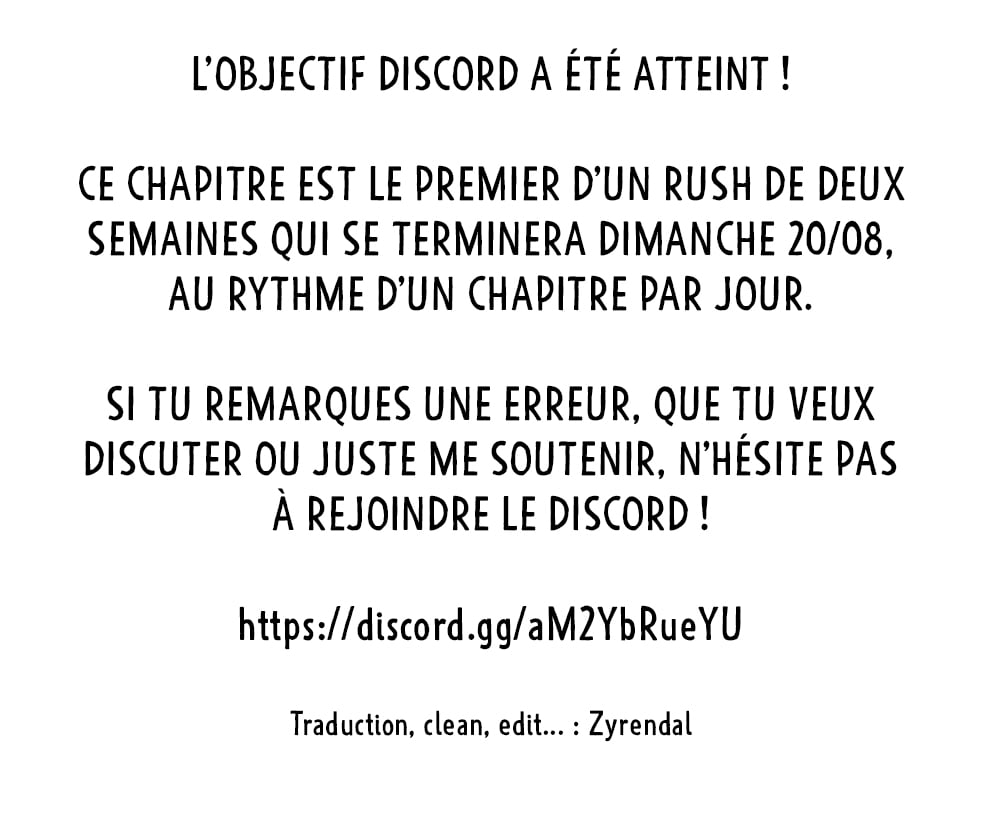 L'OBJECTIF DISCORD A ÉTÉ ATTEINT !
CE CHAPITRE EST LE PREMIER D'UN RUSH DE DEUX
SEMAINES QUI SE TERMINERA DIMANCHE 20/08,
AU RYTHME D'UN CHAPITRE PAR JOUR.
SI TU REMARQUES UNE ERREUR, QUE TU VEUX
DISCUTER OU JUSTE ME SOUTENIR, N'HÉSITE PAS
À REJOINDRE LE DISCORD !
https://discord.gg/aM2YbRueYU
Traduction, clean, edit... : Zyrendal